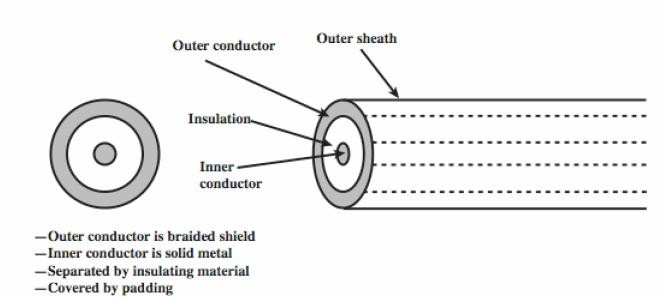 Outer conductor
Outer sheath
Insulation
Inner
conductor
—Outer conductor is braided shield
—Inner conductor is solid metal
—Separated by insulating material
—Covered by padding